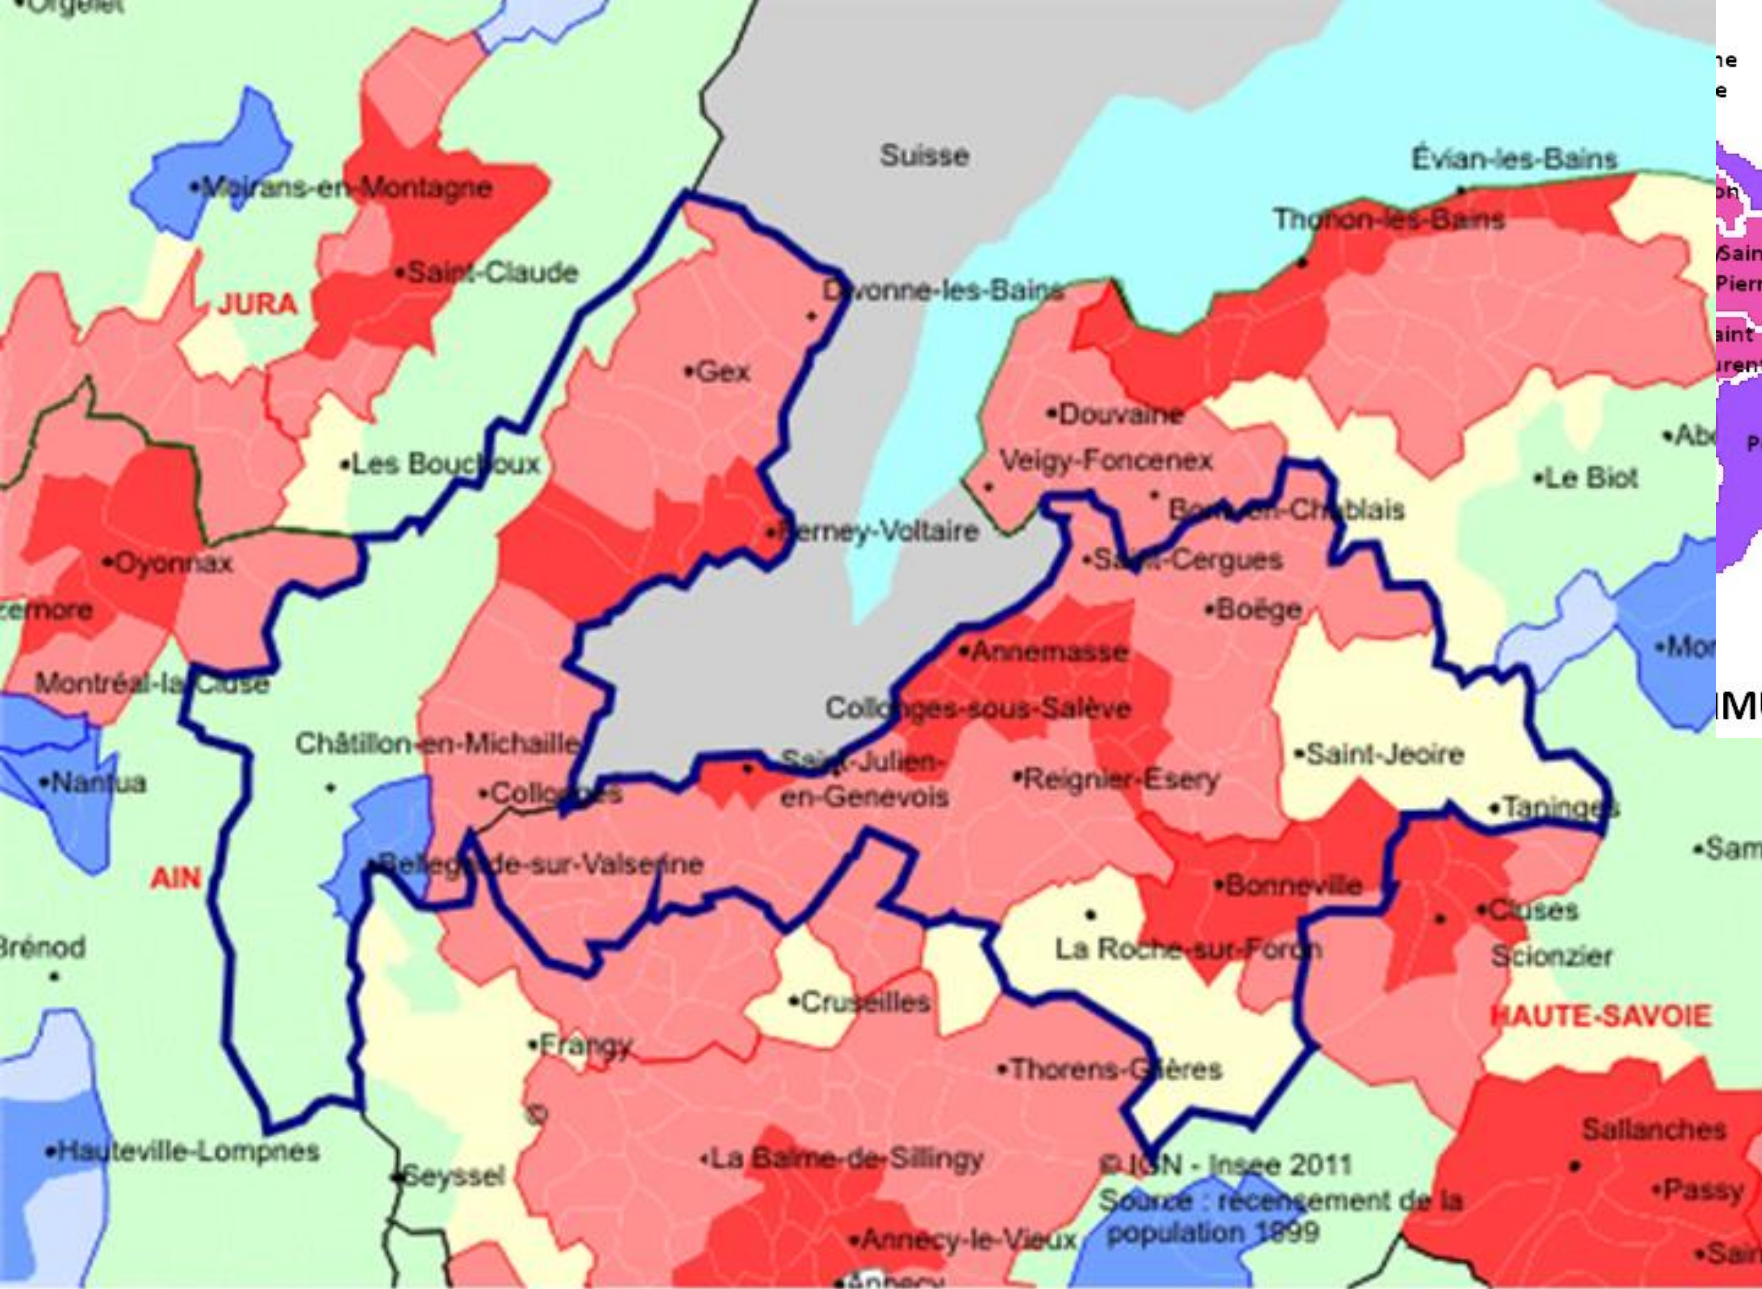 Orgelet
Suisse
Évian-les-Bains
Moirans-en-Montagne
Thonon-les-Bains
Saint-Claude
JURA
Divonne-les-Bains
Gex
Douvaine
Les Bouchoux
Veigy-Foncenex
Le Biot
Bons-en-Chablais
Ferney-Voltaire
Saint-Cergues
Oyonnax
Boëge
Annemasse
Montréal-la-Cluse
Collonges-sous-Salève
Châtillon-en-Michaille
Saint-Jeoire
Saint-Julien-
en-Genevois
Reignier-Esery
Nantua
Collonges
Taninges
Bellegarde-sur-Valserine
AIN
Bonneville
Cluses
Brénod
La Roche-sur-Foron
Scionzier
Cruseilles
HAUTE-SAVOIE
Frangy
Thorens-Glières
©
Sallanches
Hauteville-Lompnes
La Balme-de-Sillingy
© IGN - Insee 2011
Seyssel
Passy
Source : recensement de la
population 1999
Annecy-le-Vieux
Annecy